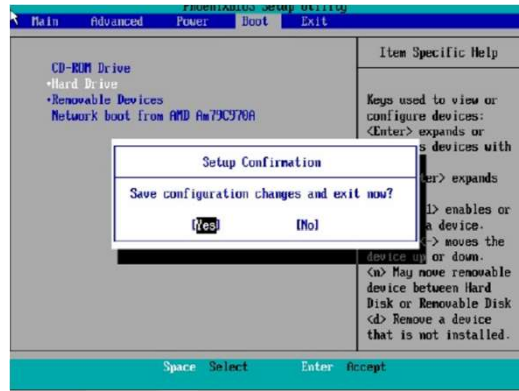 PhoenixBIOS Setup Utility
Main Advanced Power Boot Exit
CD-ROM Drive
+Hard Drive
+Removable Devices
Network boot from AMD Am79C970A
Item Specific Help
Keys used to view or
configure devices:
<Enter> expands or
s devices with
er> expands
1> enables or
a device.
-> moves the
device up or down.
<n> May move removable
device between Hard
Disk or Removable Disk
<d> Remove a device
that is not installed.
Setup Confirmation
Save configuration changes and exit now?
[Yes] [No]
Space Select Enter Accept